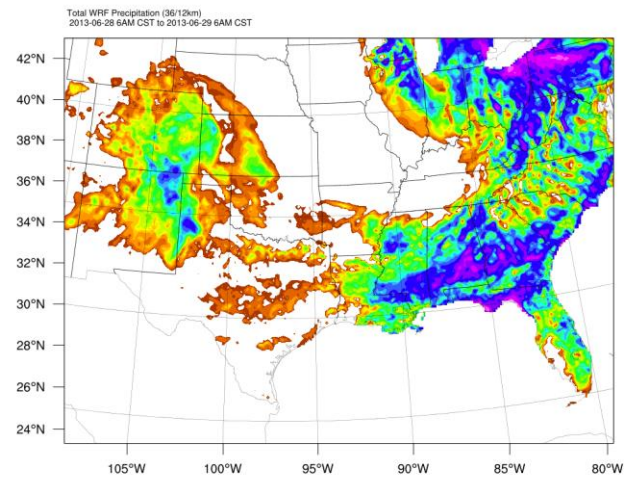 Total WRF Precipitation (36/12km)
2013-06-28 6AM CST to 2013-06-29 6AM CST
42°N
40°N
38°N
36°N
34°N
32°N
30°N
28°N
26°N
24°N
105°W 100°W 95°W 90°W 85°W 80°W